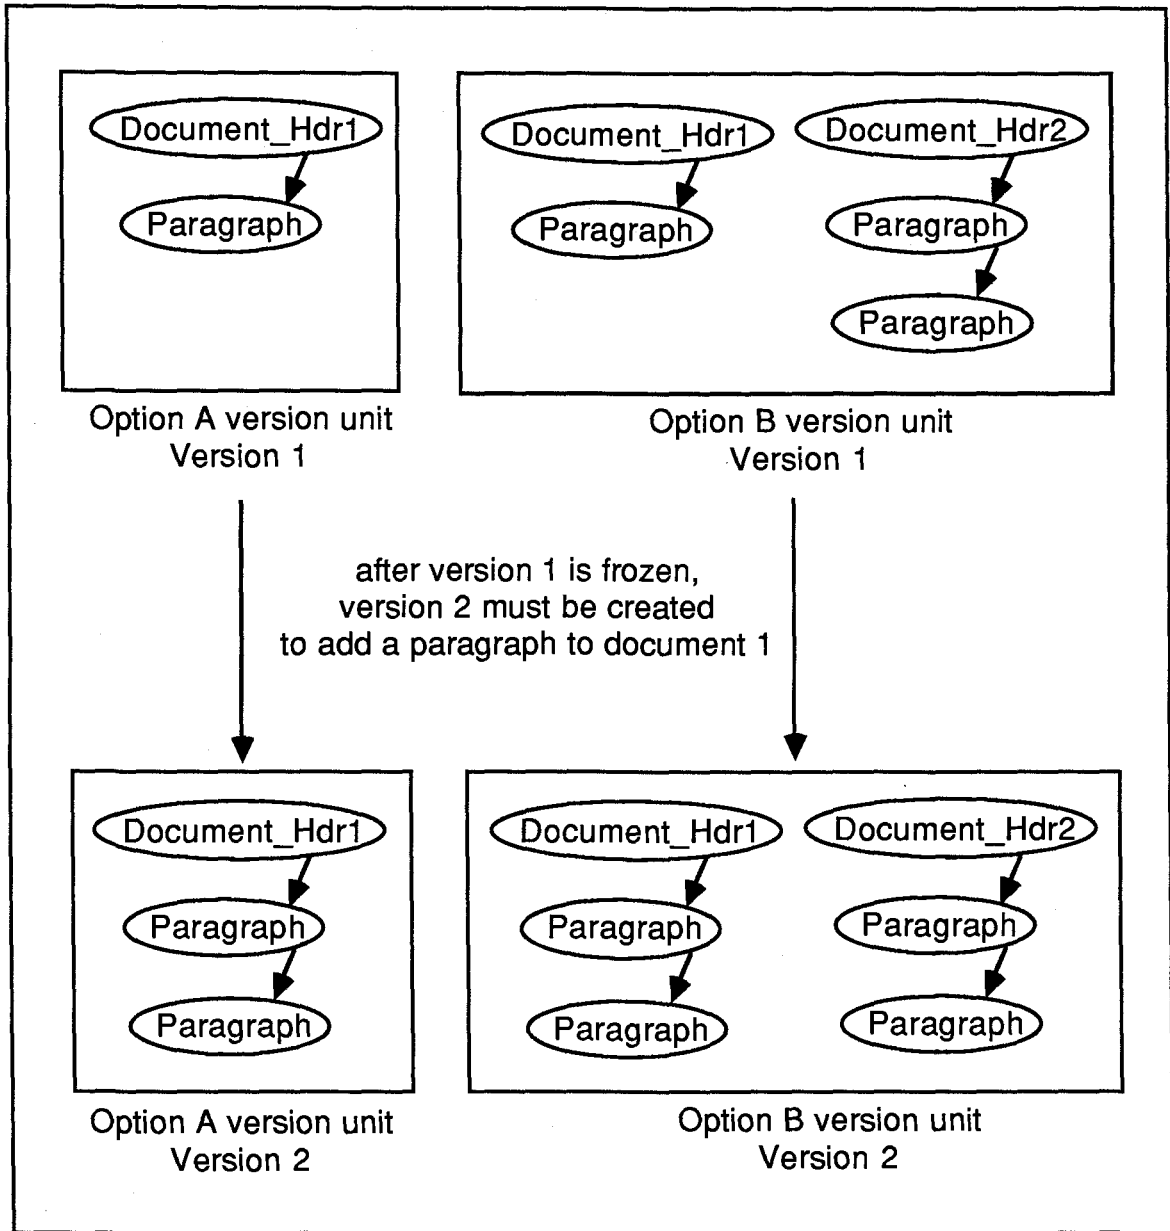 Document_Hdr1
Paragraph
Option A version unit
Version 1
Document_Hdr1
Paragraph
Document_Hdr2
Paragraph
Paragraph
Option B version unit
Version 1
after version 1 is frozen,
version 2 must be created
to add a paragraph to document 1
Document_Hdr1
Paragraph
Paragraph
Option A version unit
Version 2
Document_Hdr1
Paragraph
Paragraph
Document_Hdr2
Paragraph
Paragraph
Option B version unit
Version 2